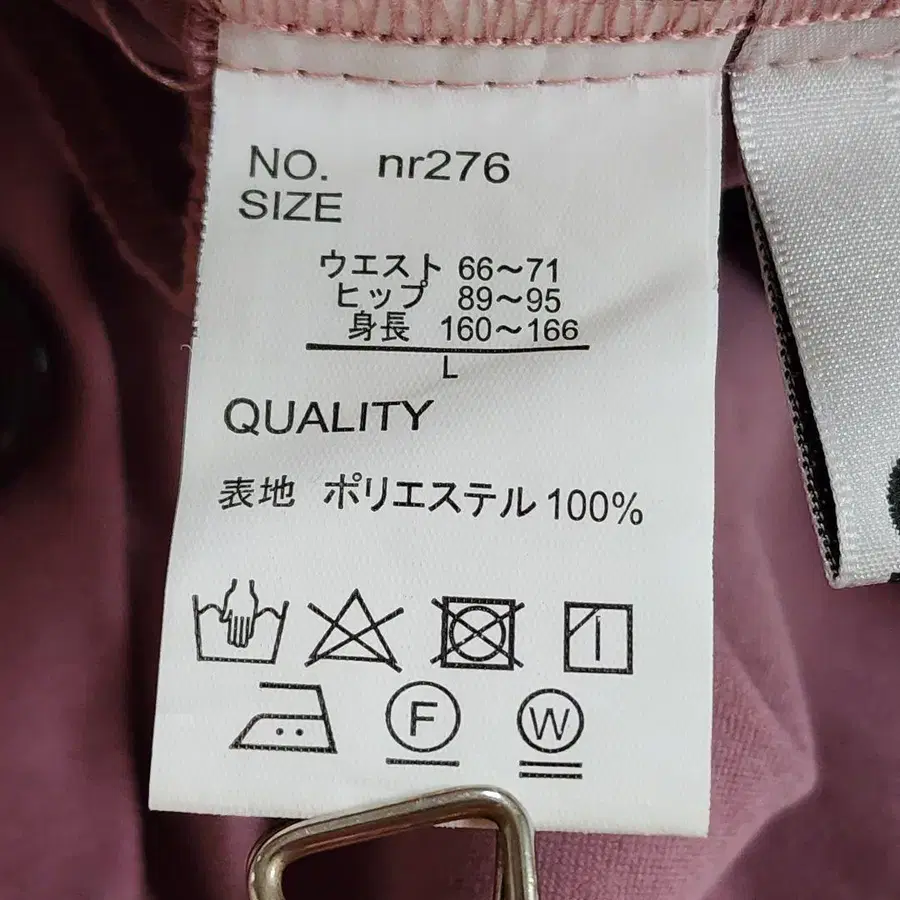 NO. nr276
SIZE
ウエスト 66～71
ヒップ 89～95
身長 160～166
L
QUALITY
表地 ポリエステル 100%
F
W